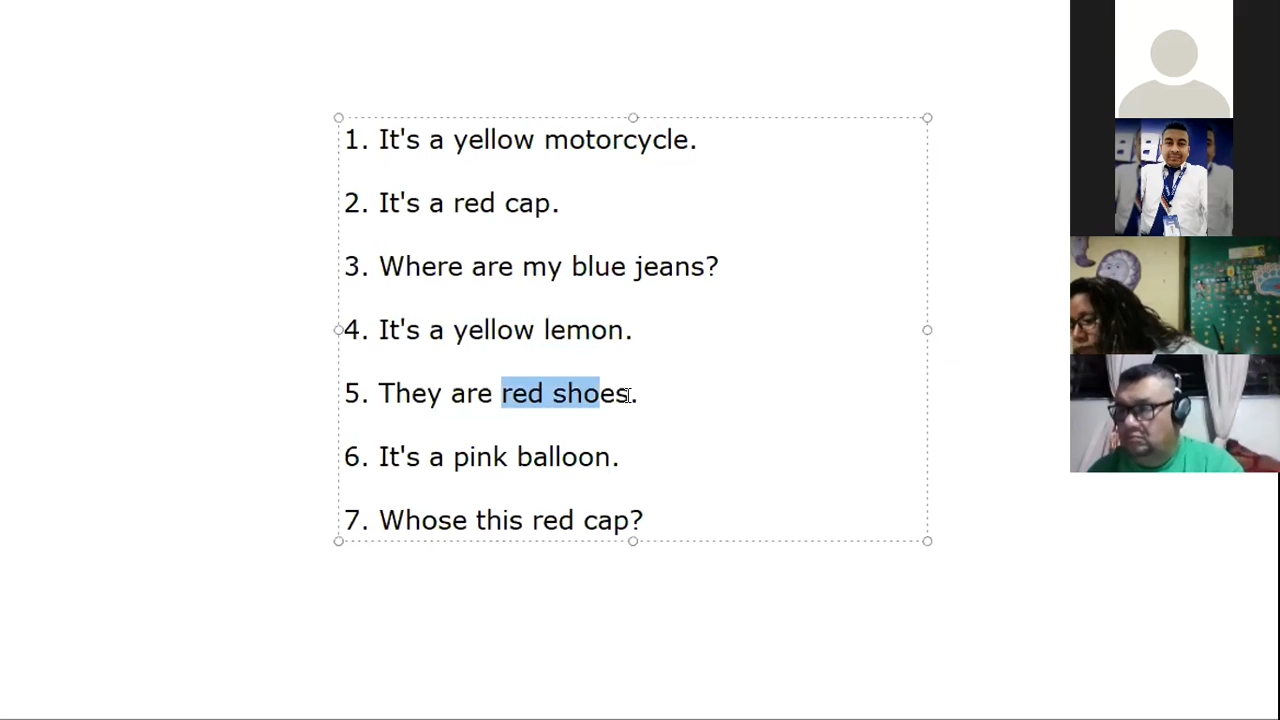 1. It's a yellow motorcycle.
2. It's a red cap.
3. Where are my blue jeans?
4. It's a yellow lemon.
5. They are red shoes.
6. It's a pink balloon.
7. Whose this red cap?